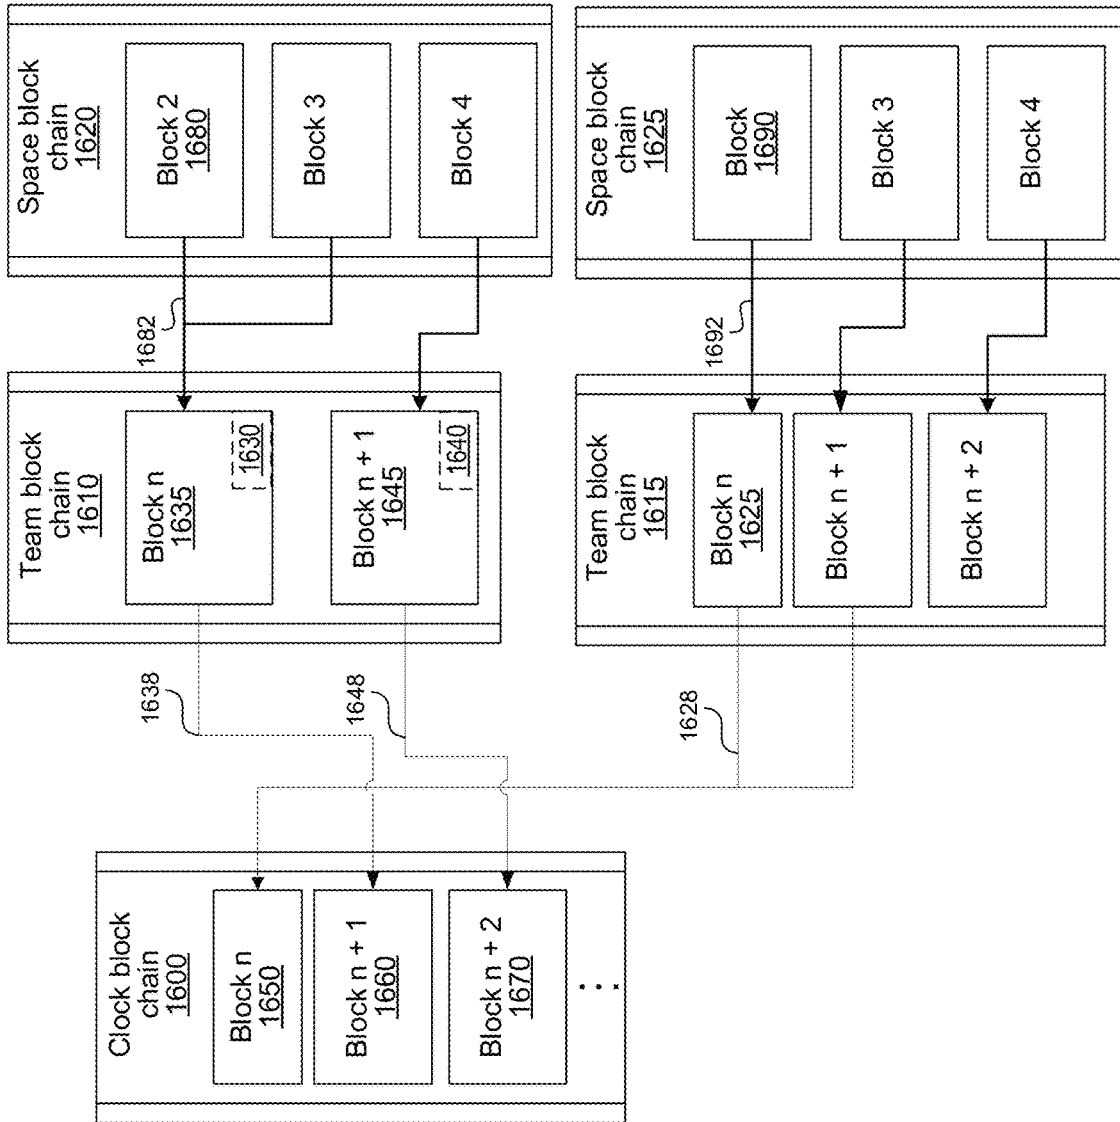 Clock block
chain
1600
Block n
1650
Block n + 1
1660
Block n + 2
1670
. . .
1638
1648
1628
Team block
chain
1610
Block n
1635
1630
Block n + 1
1645
1640
1682
Space block
chain
1620
Block 2
1680
Block 3
Block 4
Team block
chain
1615
Block n
1625
Block n + 1
Block n + 2
1692
Space block
chain
1625
Block
1690
Block 3
Block 4